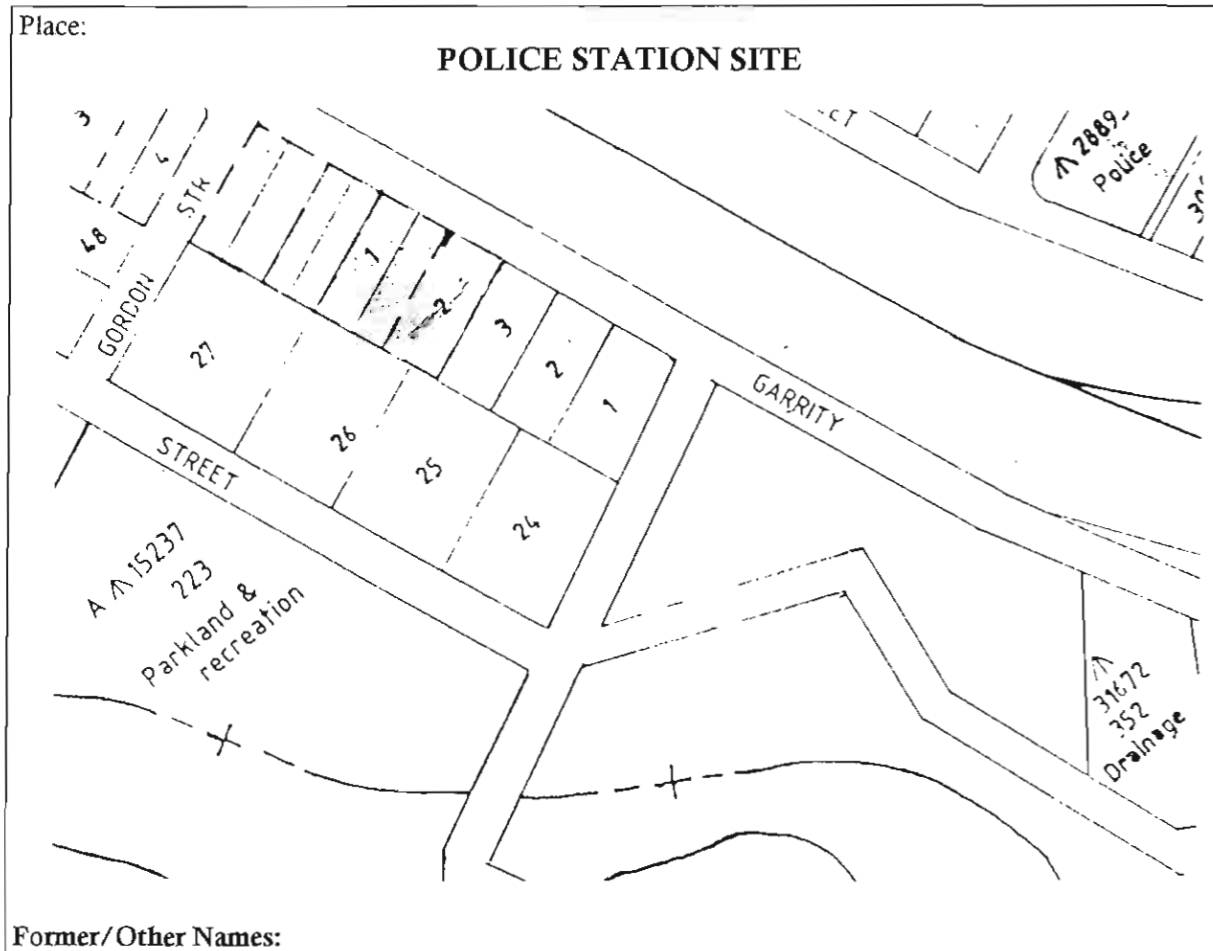 Place:
POLICE STATION SITE
3
4
48
STR
GORDON
1
2
3
2
1
27
26
25
24
STREET
GARRITY
CT
Police
A 15237
223
Parkland &
recreation
31672
352
Drainage
Former/Other Names: